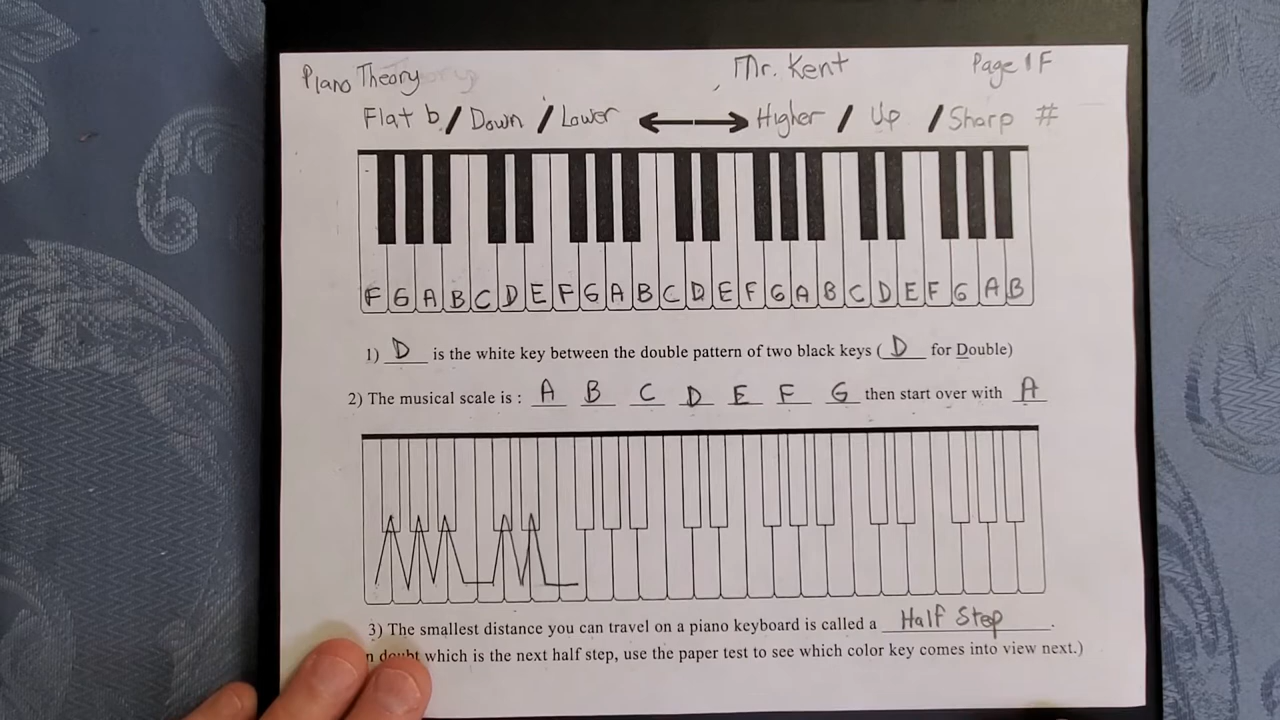 Piano Theory Mr. Kent Page 1F
Flat b / Down / Lower ⟷ Higher / Up / Sharp #
F G A B C D E F G A B C D E F G A B C D E F G A B
1) D is the white key between the double pattern of two black keys ( D for Double)
2) The musical scale is : A B C D E F G then start over with A
3) The smallest distance you can travel on a piano keyboard is called a Half Step .
n doubt which is the next half step, use the paper test to see which color key comes into view next.)